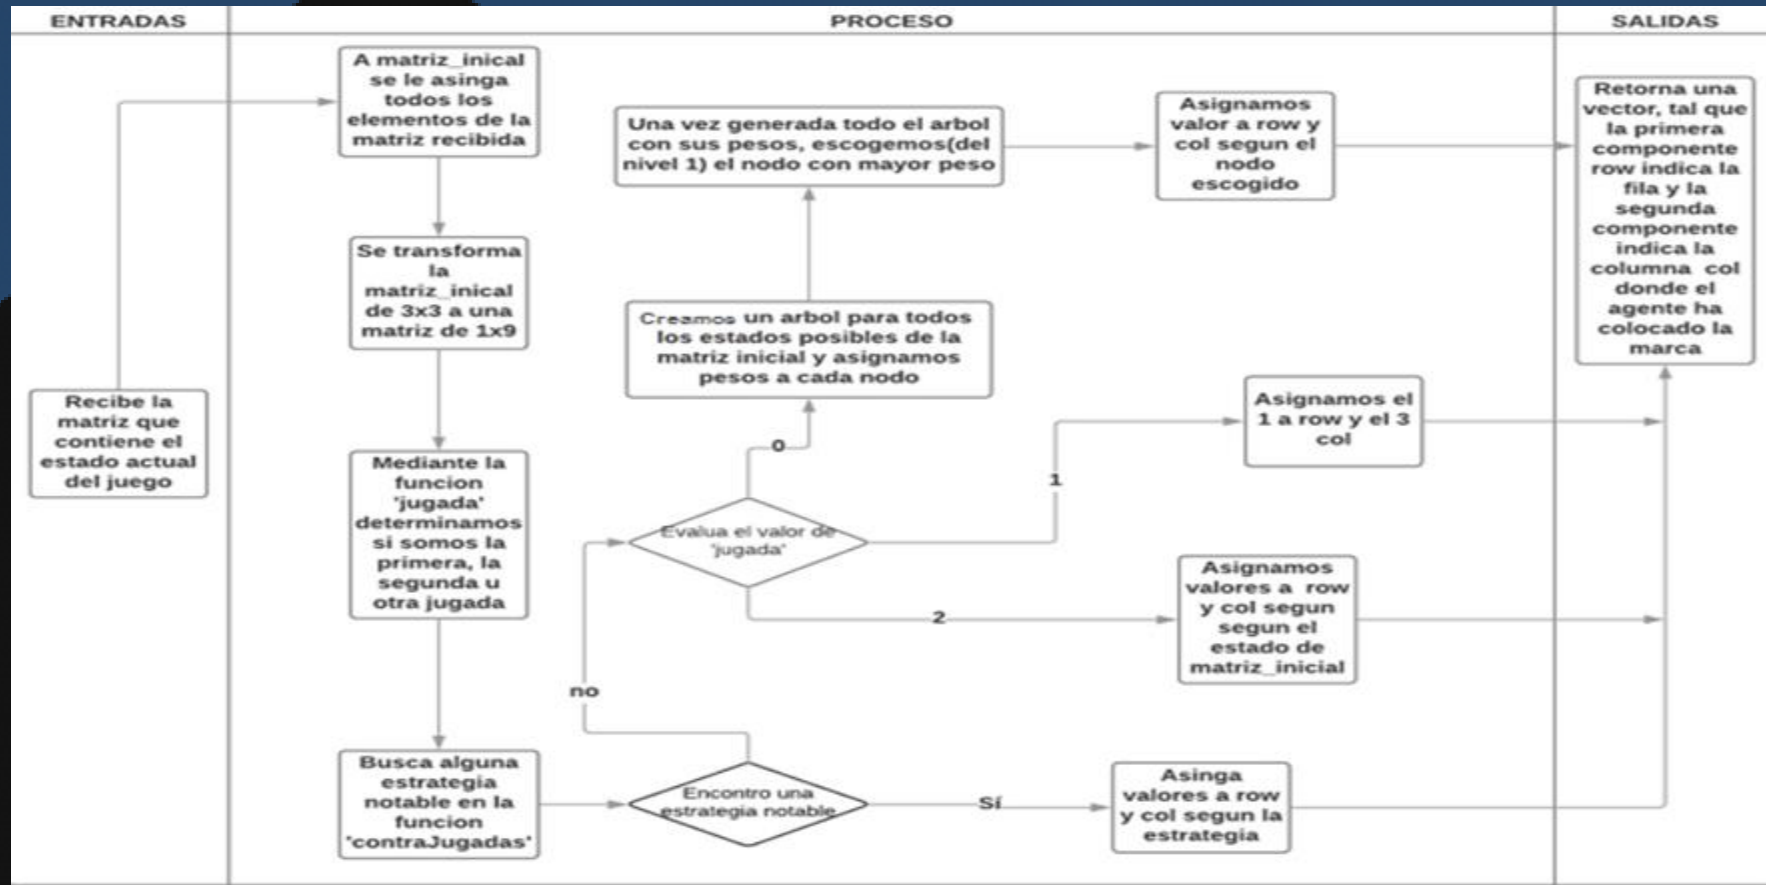 ENTRADAS
PROCESO
SALIDAS
Recibe la
matriz que
contiene el
estado actual
del juego
A matriz_inical
se le asinga
todos los
elementos de la
matriz recibida
Se transforma
la
matriz_inical
de 3x3 a una
matriz de 1x9
Mediante la
funcion
'jugada'
determinamos
si somos la
primera, la
segunda u
otra jugada
Busca alguna
estrategia
notable en la
funcion
'contraJugadas'
Encontro una
estrategia notable
no
Sí
Asinga
valores a row
y col segun la
estrategia
Evalua el valor de
'jugada'
0
1
2
Creamos un arbol para todos
los estados posibles de la
matriz inicial y asignamos
pesos a cada nodo
Una vez generada todo el arbol
con sus pesos, escogemos(del
nivel 1) el nodo con mayor peso
Asignamos
valor a row y
col segun el
nodo
escogido
Asignamos el
1 a row y el 3
col
Asignamos
valores a row
y col segun
segun el
estado de
matriz_inicial
Retorna una
vector, tal que
la primera
componente
row indica la
fila y la
segunda
componente
indica la
columna col
donde el
agente ha
colocado la
marca